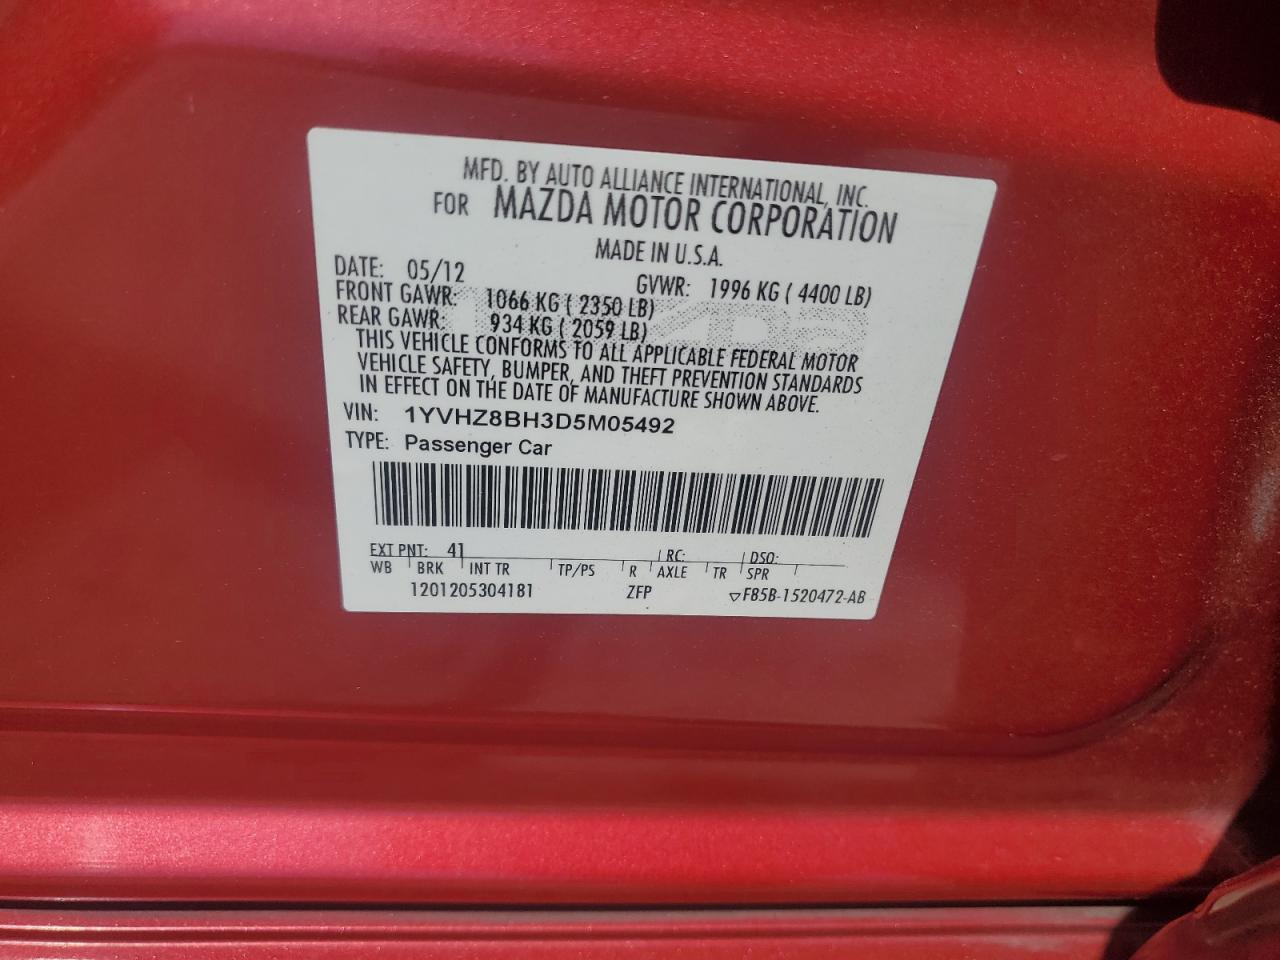 MFD. BY AUTO ALLIANCE INTERNATIONAL, INC.
FOR MAZDA MOTOR CORPORATION
MADE IN U.S.A.
DATE: 05/12 GVWR: 1996 KG ( 4400 LB)
FRONT GAWR: 1066 KG ( 2350 LB)
REAR GAWR: 934 KG ( 2059 LB)
THIS VEHICLE CONFORMS TO ALL APPLICABLE FEDERAL MOTOR
VEHICLE SAFETY, BUMPER, AND THEFT PREVENTION STANDARDS
IN EFFECT ON THE DATE OF MANUFACTURE SHOWN ABOVE.
VIN: 1YVHZ8BH3D5M05492
TYPE: Passenger Car
EXT PNT: 41 RC: DSO:
WB BRK INT TR TP/PS R AXLE TR SPR
1201205304181 ZFP F85B-1520472-AB